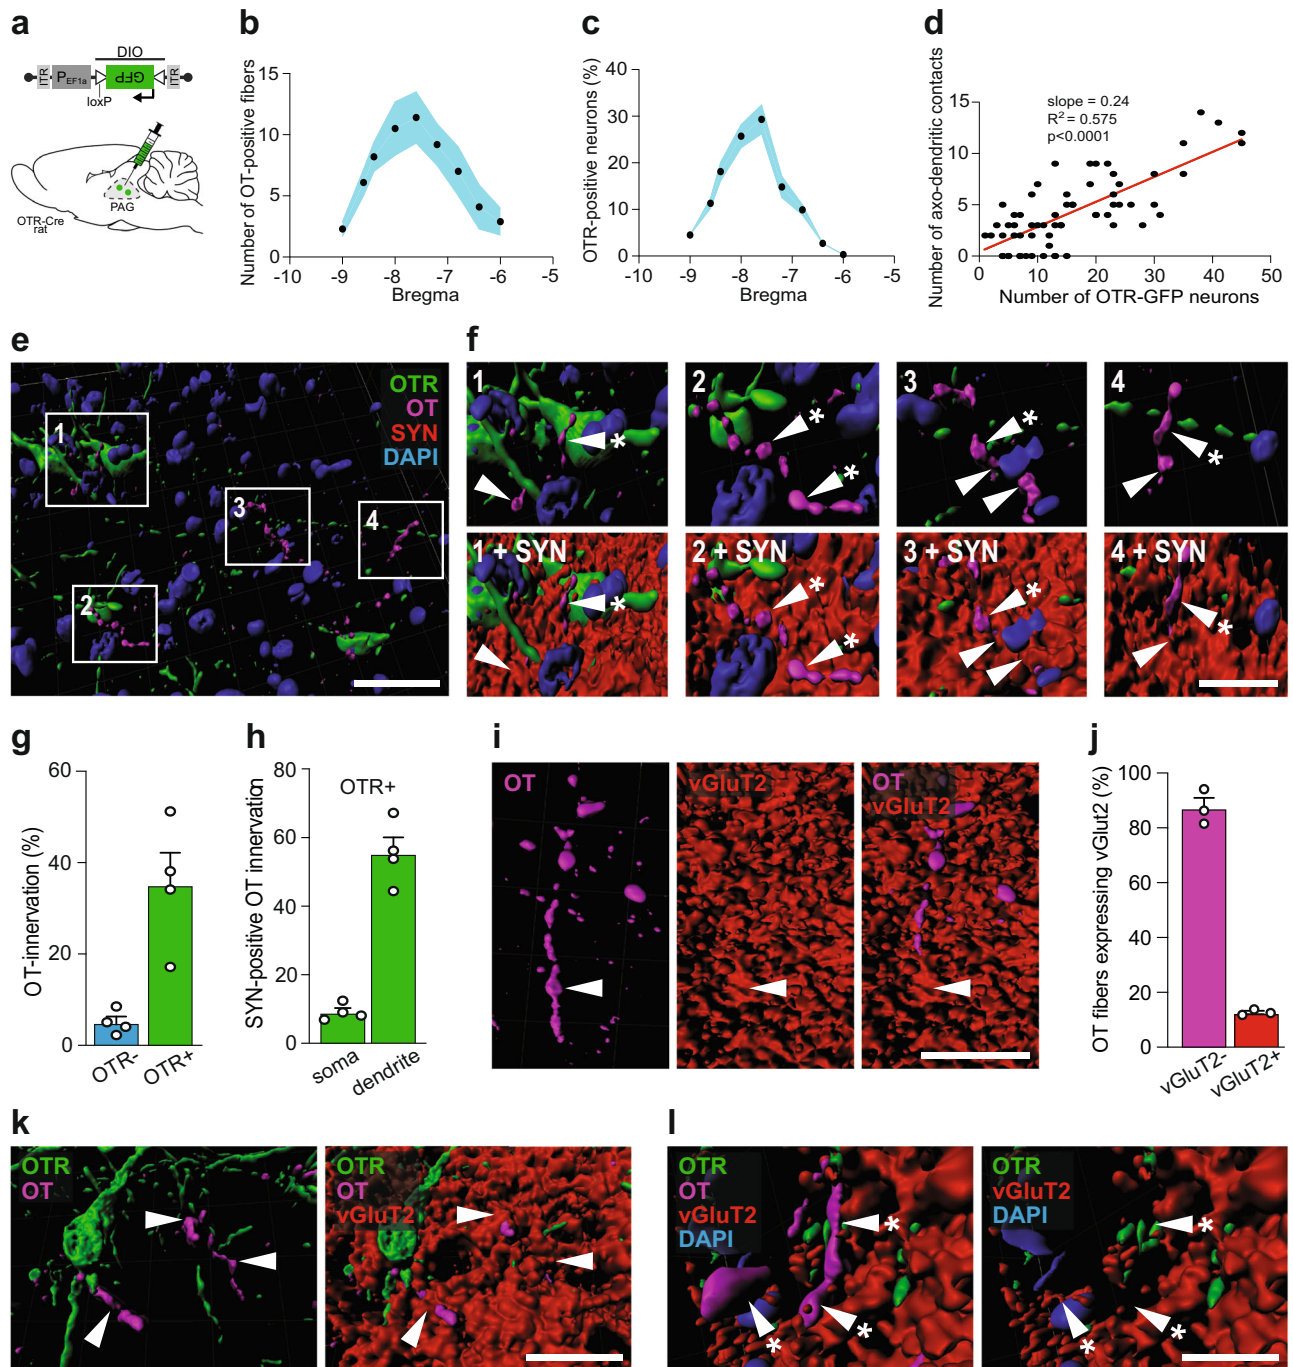 a
DIO
ITR
PEF1a
GFP
ITR
loxP
PAG
OTR-Cre
rat
b
Number of OT-positive fibers
15
10
5
0
-10
-9
-8
-7
-6
-5
Bregma
c
OTR-positive neurons (%)
40
30
20
10
0
-10
-9
-8
-7
-6
-5
Bregma
d
Number of axo-dendritic contacts
slope = 0.24
R² = 0.575
p<0.0001
15
10
5
0
0
10
20
30
40
50
Number of OTR-GFP neurons
e
OTR
OT
SYN
DAPI
1
2
3
4
f
1
*
2
*
*
3
*
4
*
1 + SYN
*
2 + SYN
*
*
3 + SYN
*
4 + SYN
*
g
OT-innervation (%)
60
40
20
0
OTR-
OTR+
h
SYN-positive OT innervation
OTR+
80
60
40
20
0
soma
dendrite
i
OT
vGluT2
OT
vGluT2
j
OT fibers expressing vGlut2 (%)
100
80
60
40
20
0
vGluT2-
vGluT2+
k
OTR
OT
OTR
OT
vGluT2
l
OTR
OT
vGluT2
DAPI
*
*
*
OTR
vGluT2
DAPI
*
*
*